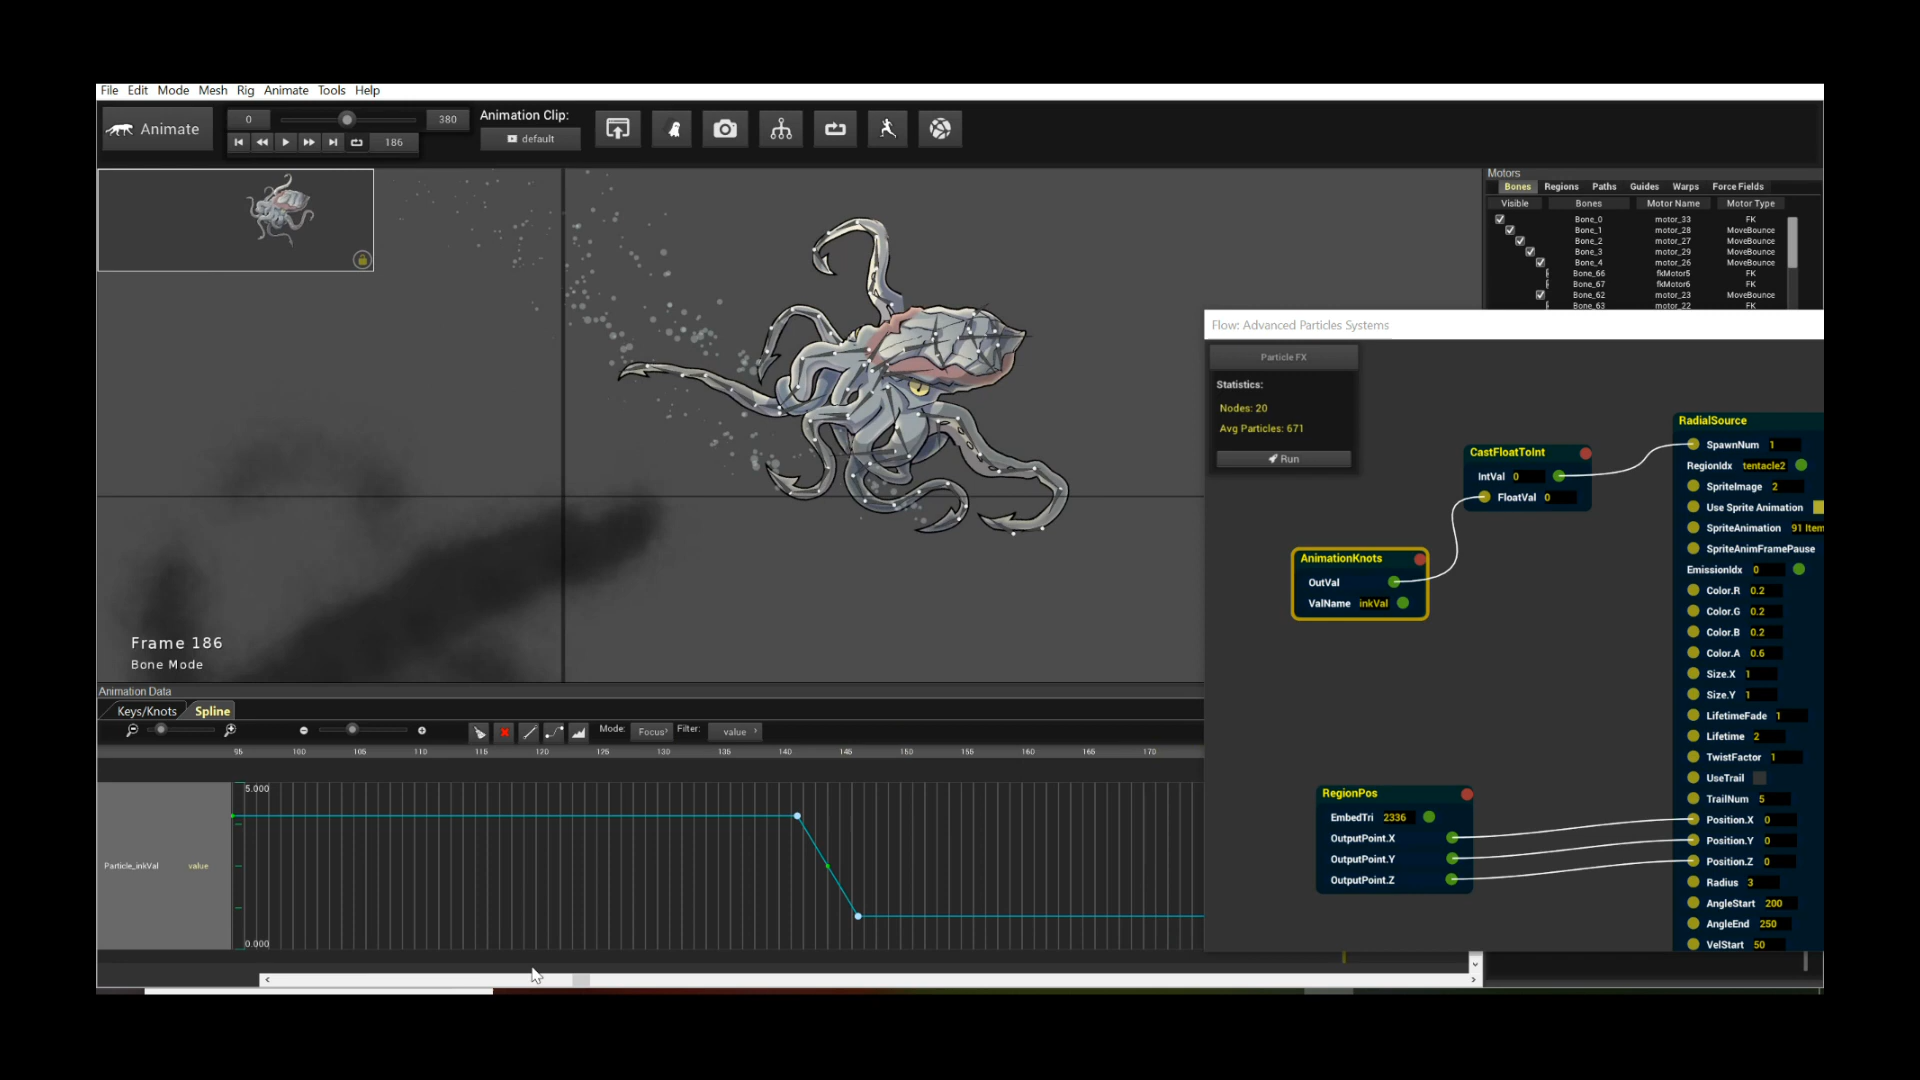 File Edit Mode Mesh Rig Animate Tools Help
Animate
0 380
186
Animation Clip:
default
Motors
Bones Regions Paths Guides Warps Force Fields
Visible Bones Motor Name Motor Type
Bone_0 motor_33 FK
Bone_1 motor_28 MoveBounce
Bone_2 motor_27 MoveBounce
Bone_3 motor_29 MoveBounce
Bone_4 motor_26 MoveBounce
Bone_66 fkMotor5 FK
Bone_67 fkMotor6 FK
Bone_62 motor_23 MoveBounce
Bone_63 motor_22 FK
Flow: Advanced Particles Systems
Particle FX
Statistics:
Nodes: 20
Avg Particles: 671
Run
CastFloatToInt
IntVal 0
FloatVal 0
AnimationKnots
OutVal
ValName inkVal
RegionPos
EmbedTri 2336
OutputPoint.X
OutputPoint.Y
OutputPoint.Z
RadialSource
SpawnNum 1
RegionIdx tentacle2
SpriteImage 2
Use Sprite Animation
SpriteAnimation 91 Item
SpriteAnimFramePause
EmissionIdx 0
Color.R 0.2
Color.G 0.2
Color.B 0.2
Color.A 0.6
Size.X 1
Size.Y 1
LifetimeFade 1
Lifetime 2
TwistFactor 1
UseTrail
TrailNum 5
Position.X 0
Position.Y 0
Position.Z 0
Radius 3
AngleStart 200
AngleEnd 250
VelStart 50
Frame 186
Bone Mode
Animation Data
Keys/Knots Spline
Mode: Focus Filter: value
95 100 105 110 115 120 125 130 135 140 145 150 155 160 165 170
5.000
Particle_inkVal value
0.000